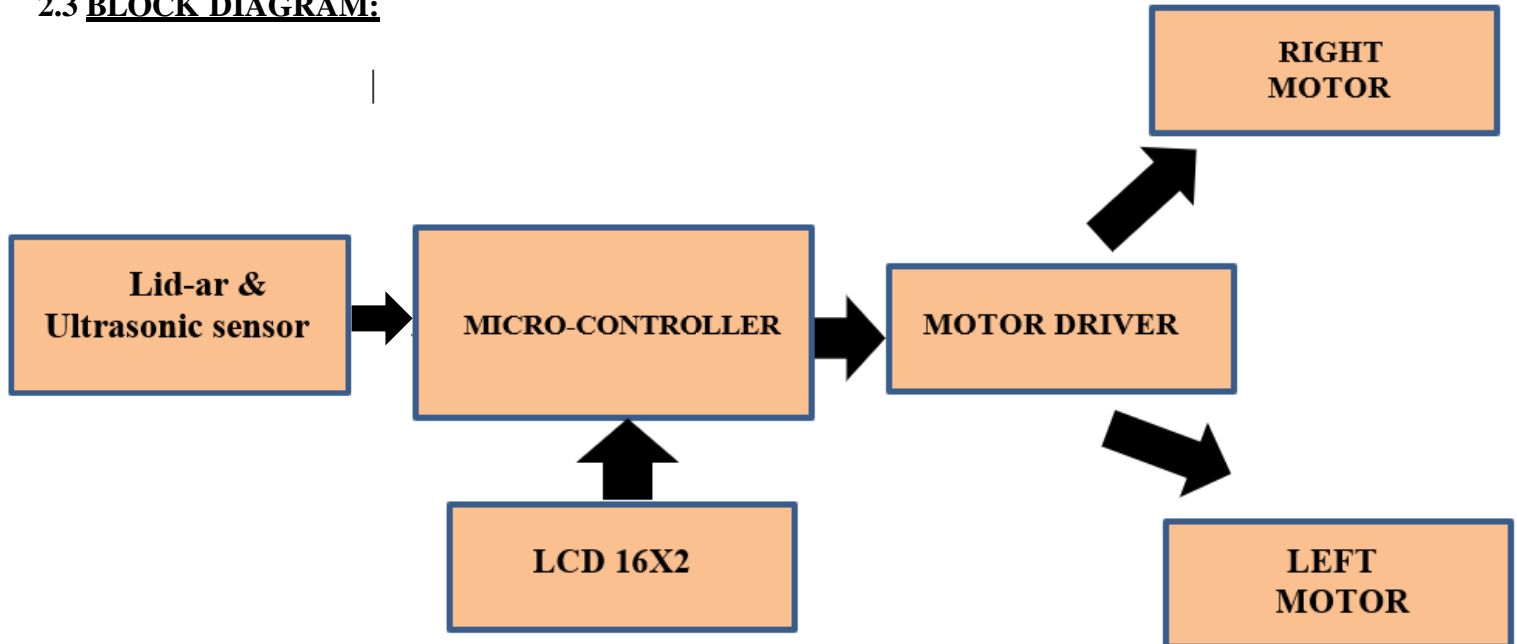 2.3 BLOCK DIAGRAM:
RIGHT
MOTOR
Lid-ar &
Ultrasonic sensor
MICRO-CONTROLLER
MOTOR DRIVER
LCD 16X2
LEFT
MOTOR